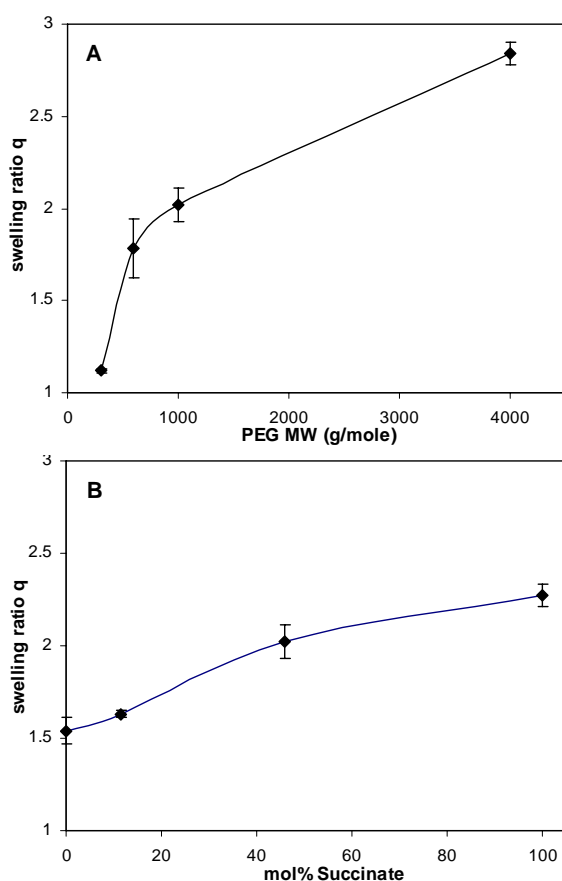 3
A
2.5
2
1.5
1
swelling ratio q
0 1000 2000 3000 4000
PEG MW (g/mole)
3
B
2.5
2
1.5
1
swelling ratio q
0 20 40 60 80 100
mol% Succinate